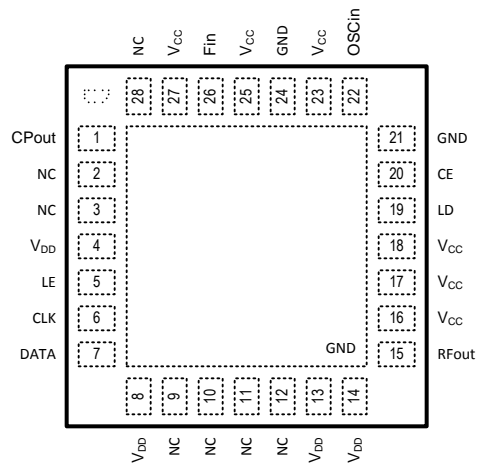 NC VCC Fin VCC GND VCC OSCin
28 27 26 25 24 23 22
CPout 1 21 GND
NC 2 20 CE
NC 3 19 LD
VDD 4 18 VCC
LE 5 17 VCC
CLK 6 16 VCC
DATA 7 GND 15 RFout
8 9 10 11 12 13 14
VDD NC NC NC NC VDD VDD